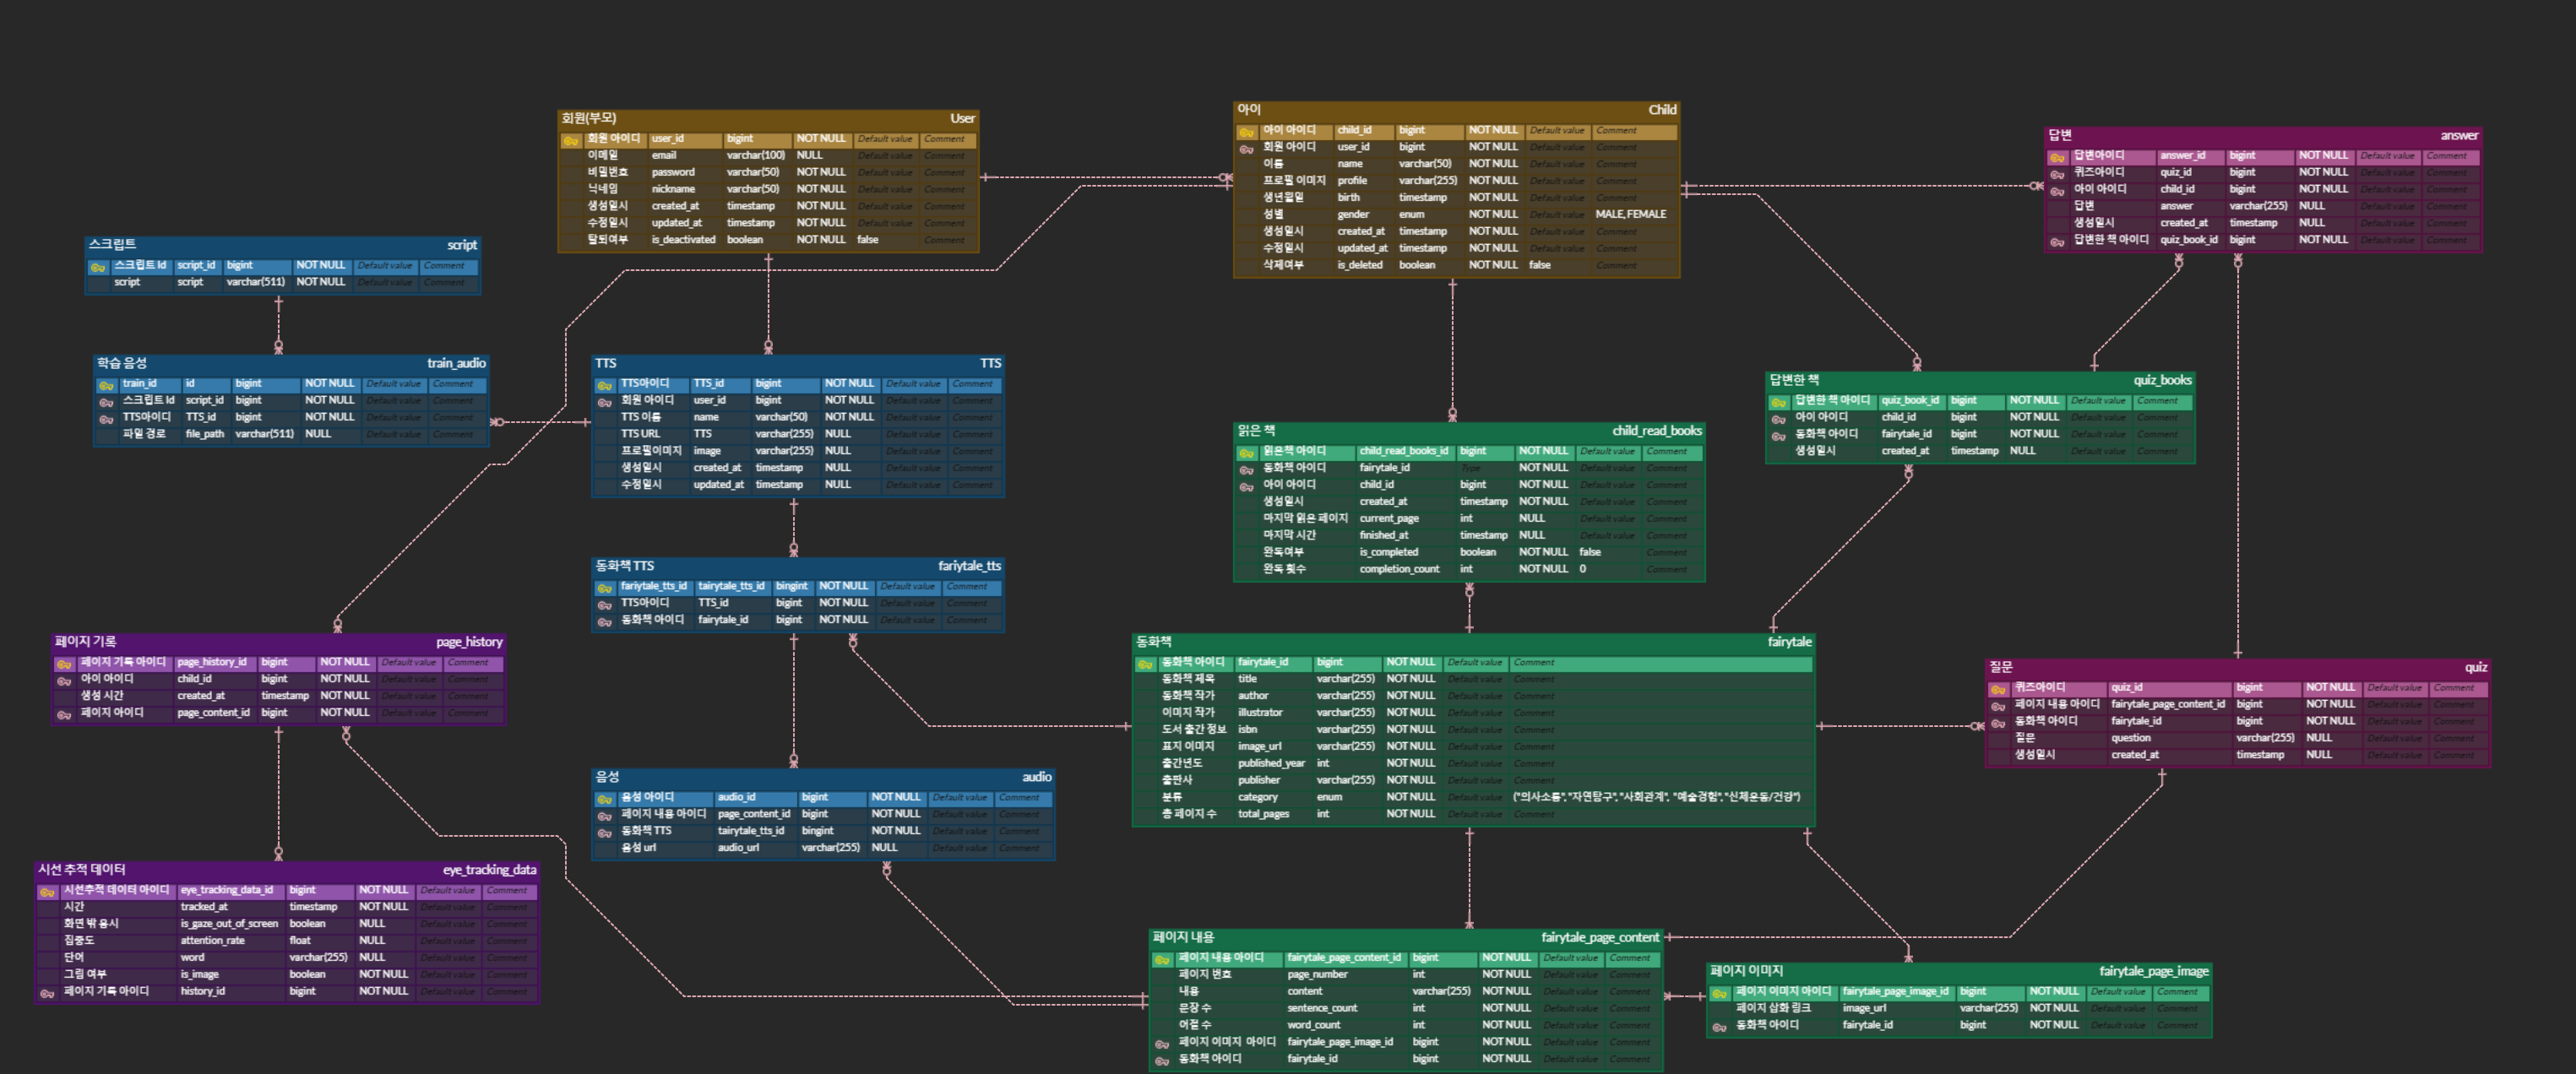 회원(부모) User
회원 아이디 user_id bigint NOT NULL Default value Comment
이메일 email varchar(100) NULL Default value Comment
비밀번호 password varchar(50) NOT NULL Default value Comment
닉네임 nickname varchar(50) NOT NULL Default value Comment
생성일시 created_at timestamp NOT NULL Default value Comment
수정일시 updated_at timestamp NOT NULL Default value Comment
탈퇴여부 is_deactivated boolean NOT NULL false Comment
아이 Child
아이 아이디 child_id bigint NOT NULL Default value Comment
회원 아이디 user_id bigint NOT NULL Default value Comment
이름 name varchar(50) NOT NULL Default value Comment
프로필 이미지 profile varchar(255) NOT NULL Default value Comment
생년월일 birth timestamp NOT NULL Default value Comment
성별 gender enum NOT NULL Default value MALE, FEMALE
생성일시 created_at timestamp NOT NULL Default value Comment
수정일시 updated_at timestamp NOT NULL Default value Comment
삭제여부 is_deleted boolean NOT NULL false Comment
답변 answer
답변아이디 answer_id bigint NOT NULL Default value Comment
퀴즈아이디 quiz_id bigint NOT NULL Default value Comment
아이 아이디 child_id bigint NOT NULL Default value Comment
답변 answer varchar(255) NULL Default value Comment
생성일시 created_at timestamp NULL Default value Comment
답변한 책 아이디 quiz_book_id bigint NOT NULL Default value Comment
스크립트 script
스크립트 Id script_id bigint NOT NULL Default value Comment
script script varchar(511) NOT NULL Default value Comment
학습 음성 train_audio
train_id id bigint NOT NULL Default value Comment
스크립트 Id script_id bigint NOT NULL Default value Comment
TTS아이디 TTS_id bigint NOT NULL Default value Comment
파일 경로 file_path varchar(511) NULL Default value Comment
TTS TTS
TTS아이디 TTS_id bigint NOT NULL Default value Comment
회원 아이디 user_id bigint NOT NULL Default value Comment
TTS 이름 name varchar(50) NOT NULL Default value Comment
TTS URL TTS varchar(255) NULL Default value Comment
프로필이미지 image varchar(255) NULL Default value Comment
생성일시 created_at timestamp NULL Default value Comment
수정일시 updated_at timestamp NULL Default value Comment
답변한 책 quiz_books
답변한 책 아이디 quiz_book_id bigint NOT NULL Default value Comment
아이 아이디 child_id bigint NOT NULL Default value Comment
동화책 아이디 fairytale_id bigint NOT NULL Default value Comment
생성일시 created_at timestamp NULL Default value Comment
읽은 책 child_read_books
읽은책 아이디 child_read_books_id bigint NOT NULL Default value Comment
동화책 아이디 fairytale_id Type NOT NULL Default value Comment
아이 아이디 child_id bigint NOT NULL Default value Comment
생성일시 created_at timestamp NOT NULL Default value Comment
마지막 읽은 페이지 current_page int NULL Default value Comment
마지막 시간 finished_at timestamp NULL Default value Comment
완독여부 is_completed boolean NOT NULL false Comment
완독 횟수 completion_count int NOT NULL 0 Comment
동화책 TTS fariytale_tts
fariytale_tts_id tairytale_tts_id bingint NOT NULL Default value Comment
TTS아이디 TTS_id bigint NOT NULL Default value Comment
동화책 아이디 fairytale_id bigint NOT NULL Default value Comment
페이지 기록 page_history
페이지 기록 아이디 page_history_id bigint NOT NULL Default value Comment
아이 아이디 child_id bigint NOT NULL Default value Comment
생성 시간 created_at timestamp NOT NULL Default value Comment
페이지 아이디 page_content_id bigint NOT NULL Default value Comment
동화책 fairytale
동화책 아이디 fairytale_id bigint NOT NULL Default value Comment
동화책 제목 title varchar(255) NOT NULL Default value Comment
동화책 작가 author varchar(255) NOT NULL Default value Comment
이미지 작가 illustrator varchar(255) NOT NULL Default value Comment
도서 출간 정보 isbn varchar(255) NOT NULL Default value Comment
표지 이미지 image_url varchar(255) NOT NULL Default value Comment
출간년도 published_year int NOT NULL Default value Comment
출판사 publisher varchar(255) NOT NULL Default value Comment
분류 category enum NOT NULL Default value ("의사소통","자연탐구","사회관계", "예술경험","신체운동/건강")
총 페이지 수 total_pages int NOT NULL Default value Comment
질문 quiz
퀴즈아이디 quiz_id bigint NOT NULL Default value Comment
페이지 내용 아이디 fairytale_page_content_id bigint NOT NULL Default value Comment
동화책 아이디 fairytale_id bigint NOT NULL Default value Comment
질문 question varchar(255) NULL Default value Comment
생성일시 created_at timestamp NULL Default value Comment
음성 audio
음성 아이디 audio_id bigint NOT NULL Default value Comment
페이지 내용 아이디 page_content_id bigint NOT NULL Default value Comment
동화책 TTS tairytale_tts_id bingint NOT NULL Default value Comment
음성 url audio_url varchar(255) NULL Default value Comment
시선 추적 데이터 eye_tracking_data
시선추적 데이터 아이디 eye_tracking_data_id bigint NOT NULL Default value Comment
시간 tracked_at timestamp NOT NULL Default value Comment
화면 밖 응시 is_gaze_out_of_screen boolean NULL Default value Comment
집중도 attention_rate float NULL Default value Comment
단어 word varchar(255) NULL Default value Comment
그림 여부 is_image boolean NOT NULL Default value Comment
페이지 기록 아이디 history_id bigint NOT NULL Default value Comment
페이지 내용 fairytale_page_content
페이지 내용 아이디 fairytale_page_content_id bigint NOT NULL Default value Comment
페이지 번호 page_number int NOT NULL Default value Comment
내용 content varchar(255) NOT NULL Default value Comment
문장 수 sentence_count int NOT NULL Default value Comment
어절 수 word_count int NOT NULL Default value Comment
페이지 이미지 아이디 fairytale_page_image_id bigint NOT NULL Default value Comment
동화책 아이디 fairytale_id bigint NOT NULL Default value Comment
페이지 이미지 fairytale_page_image
페이지 이미지 아이디 fairytale_page_image_id bigint NOT NULL Default value Comment
페이지 삽화 링크 image_url varchar(255) NOT NULL Default value Comment
동화책 아이디 fairytale_id bigint NOT NULL Default value Comment